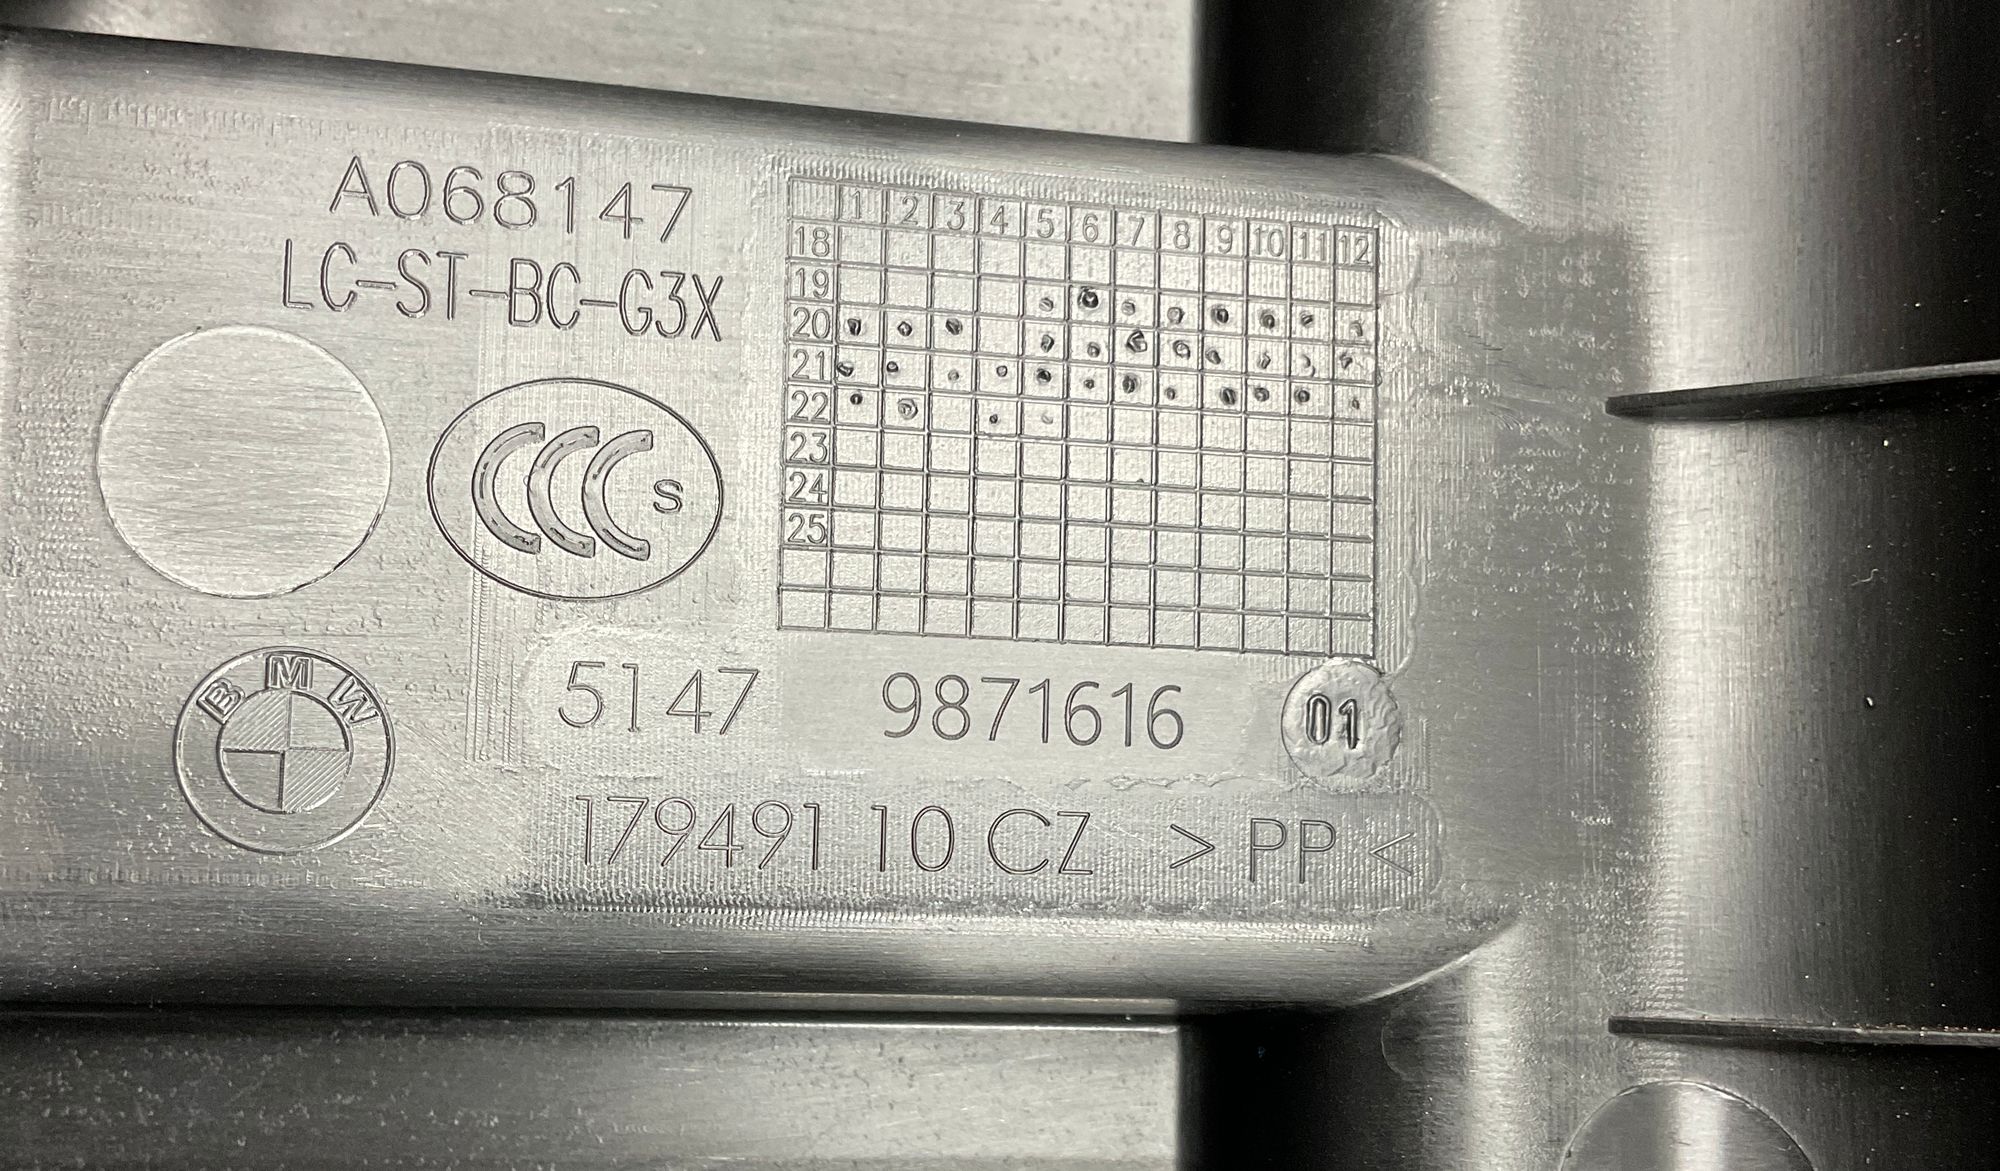 A068147
LC-ST-BC-G3X
CCC S
1 2 3 4 5 6 7 8 9 10 11 12
18
19
20
21
22
23
24
25
BMW
5147 9871616 01
179491 10 CZ >PP<